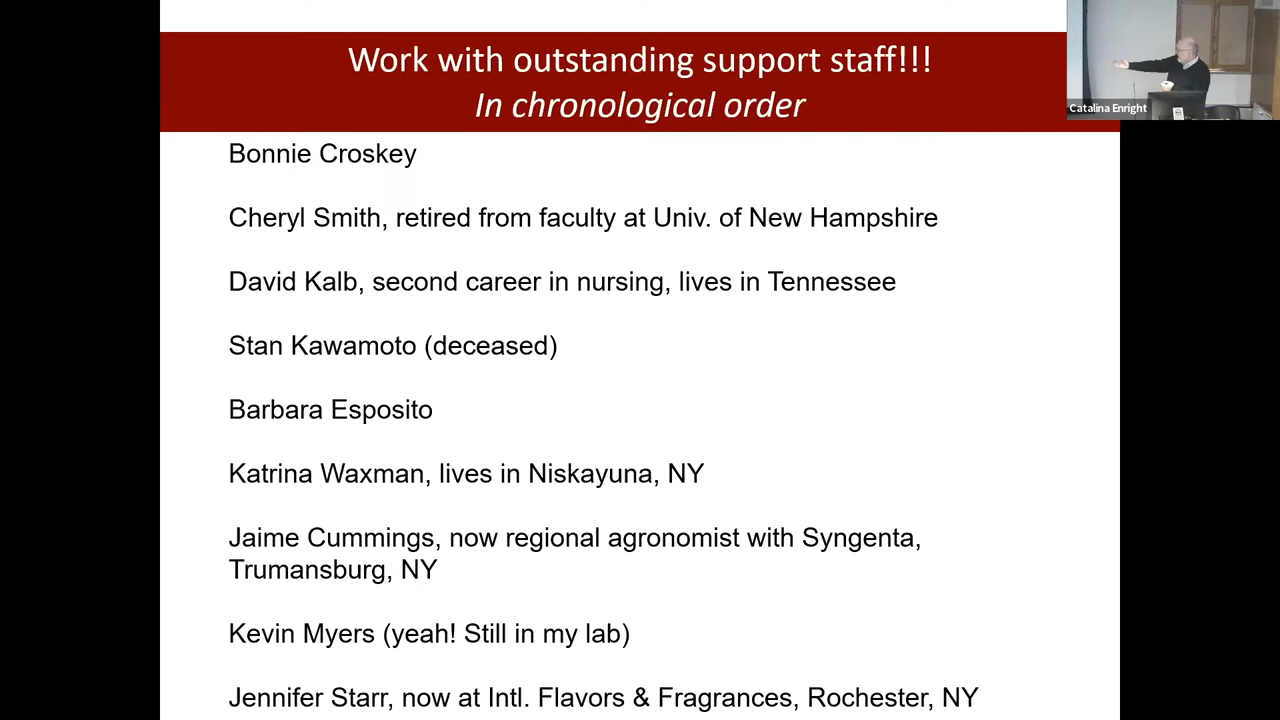 Work with outstanding support staff!!!
In chronological order
Catalina Enright
Bonnie Croskey
Cheryl Smith, retired from faculty at Univ. of New Hampshire
David Kalb, second career in nursing, lives in Tennessee
Stan Kawamoto (deceased)
Barbara Esposito
Katrina Waxman, lives in Niskayuna, NY
Jaime Cummings, now regional agronomist with Syngenta,
Trumansburg, NY
Kevin Myers (yeah! Still in my lab)
Jennifer Starr, now at Intl. Flavors & Fragrances, Rochester, NY